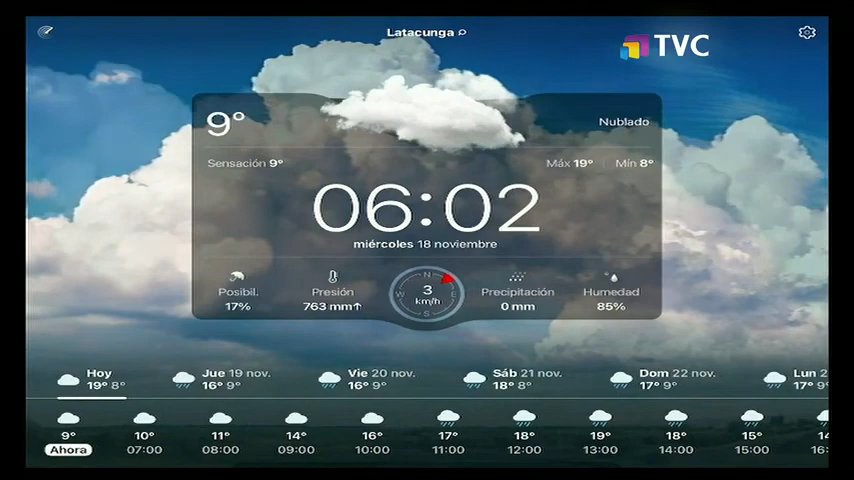 Latacunga
TVC
9°
Nublado
Sensación 9°
Máx 19° Mín 8°
06:02
miércoles 18 noviembre
Posibil.
17%
Presión
763 mm↑
N
W E
S
3
km/h
Precipitación
0 mm
Humedad
85%
Hoy
19° 8°
Jue 19 nov.
16° 9°
Vie 20 nov.
16° 9°
Sáb 21 nov.
18° 8°
Dom 22 nov.
17° 9°
Lun 2
17° 9°
9° 10° 11° 14° 16° 17° 18° 19° 18° 15° 14
Ahora 07:00 08:00 09:00 10:00 11:00 12:00 13:00 14:00 15:00 16: